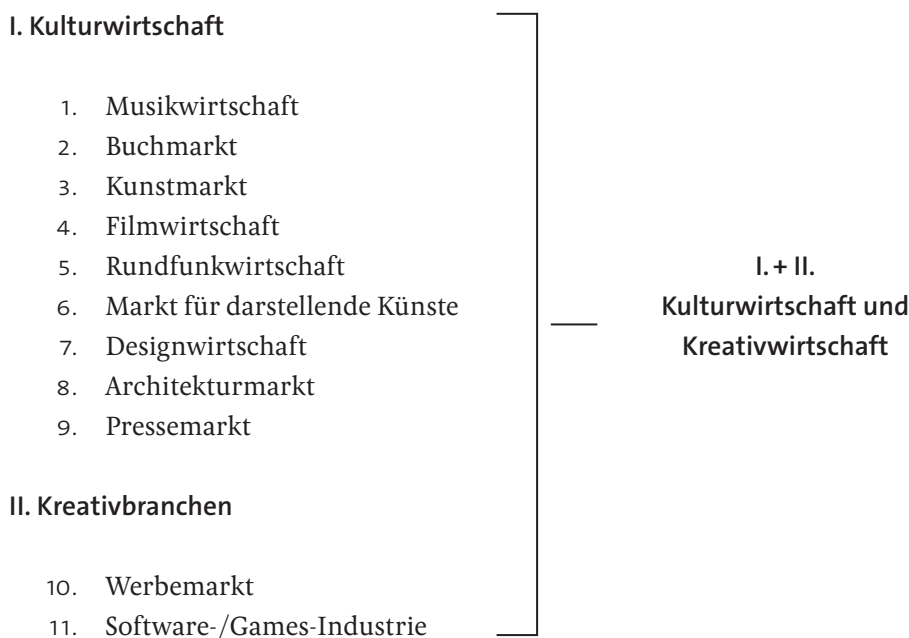 I. Kulturwirtschaft
1. Musikwirtschaft
2. Buchmarkt
3. Kunstmarkt
4. Filmwirtschaft
5. Rundfunkwirtschaft
6. Markt für darstellende Künste
7. Designwirtschaft
8. Architekturmarkt
9. Pressemarkt
II. Kreativbranchen
10. Werbemarkt
11. Software-/Games-Industrie
I. + II.
Kulturwirtschaft und
Kreativwirtschaft